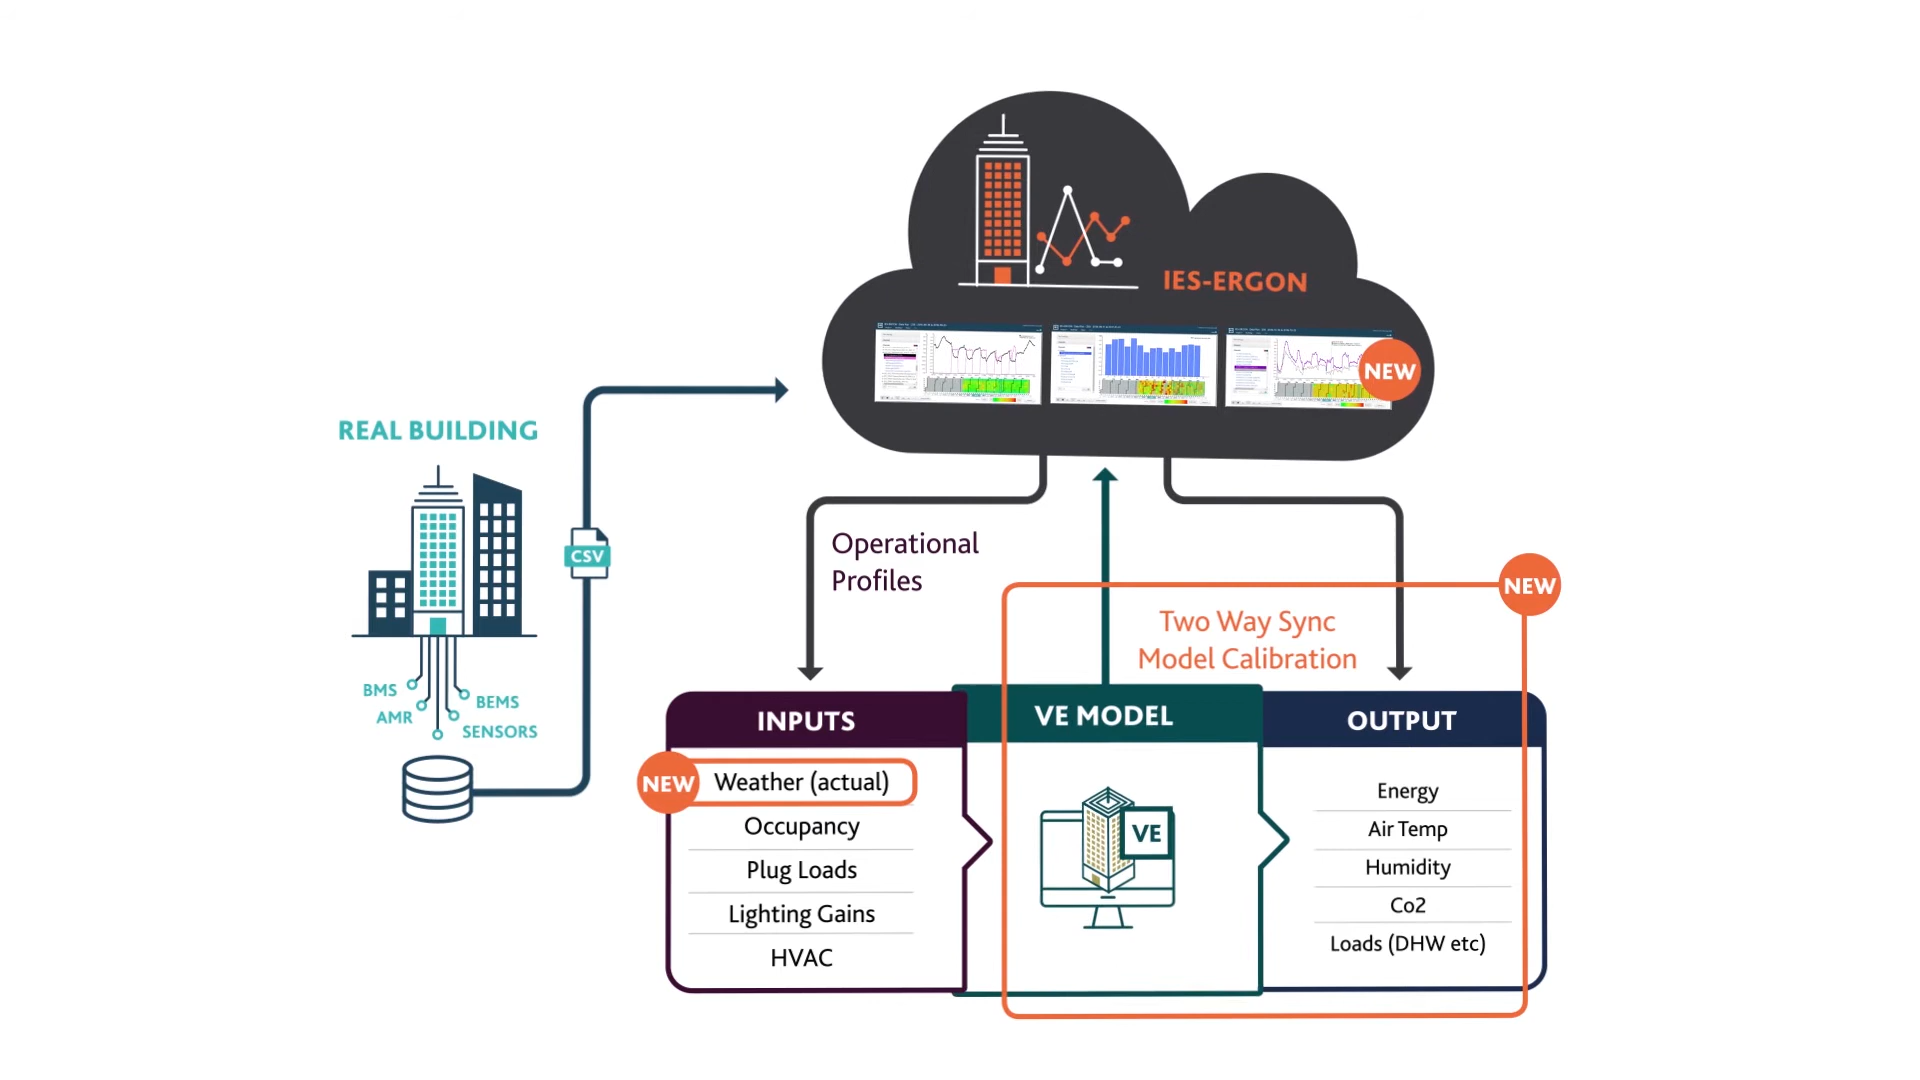 IES-ERGON
NEW
REAL BUILDING
CSV
BMS
AMR
BEMS
SENSORS
Operational
Profiles
NEW
Two Way Sync
Model Calibration
INPUTS
NEW
Weather (actual)
Occupancy
Plug Loads
Lighting Gains
HVAC
VE MODEL
VE
OUTPUT
Energy
Air Temp
Humidity
Co2
Loads (DHW etc)